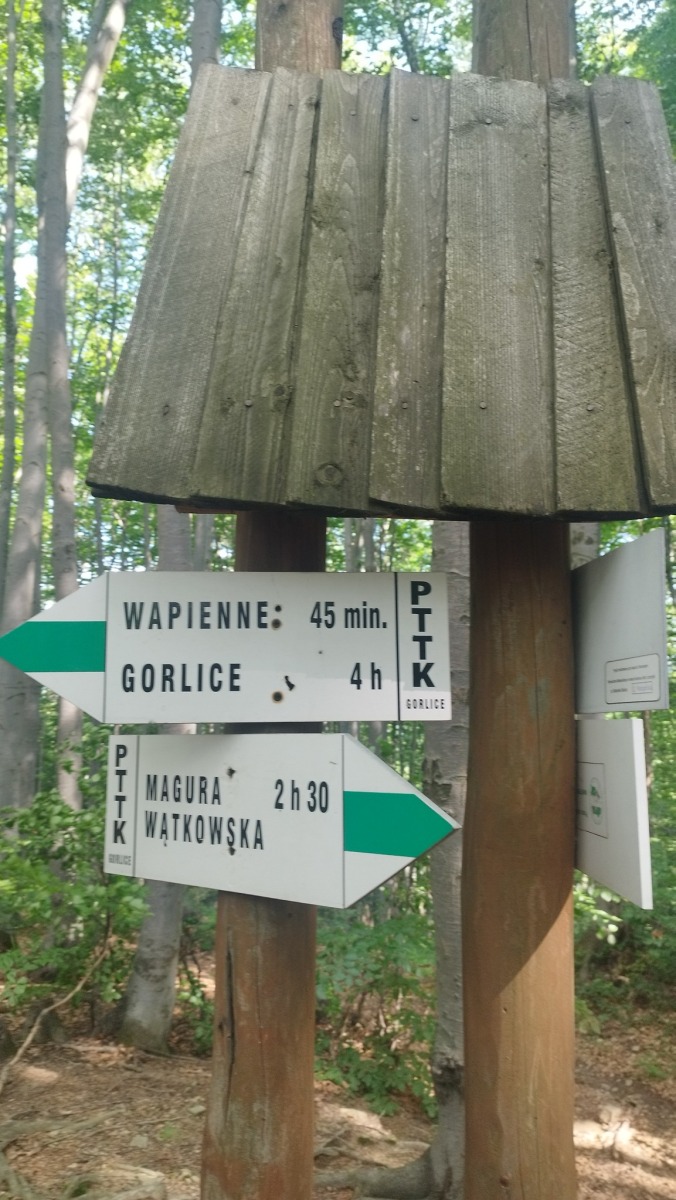 WAPIENNE: 45 min.
GORLICE 4 h
PTTK
GORLICE
PTTK
GORLICE
MAGURA 2 h 30
WĄTKOWSKA